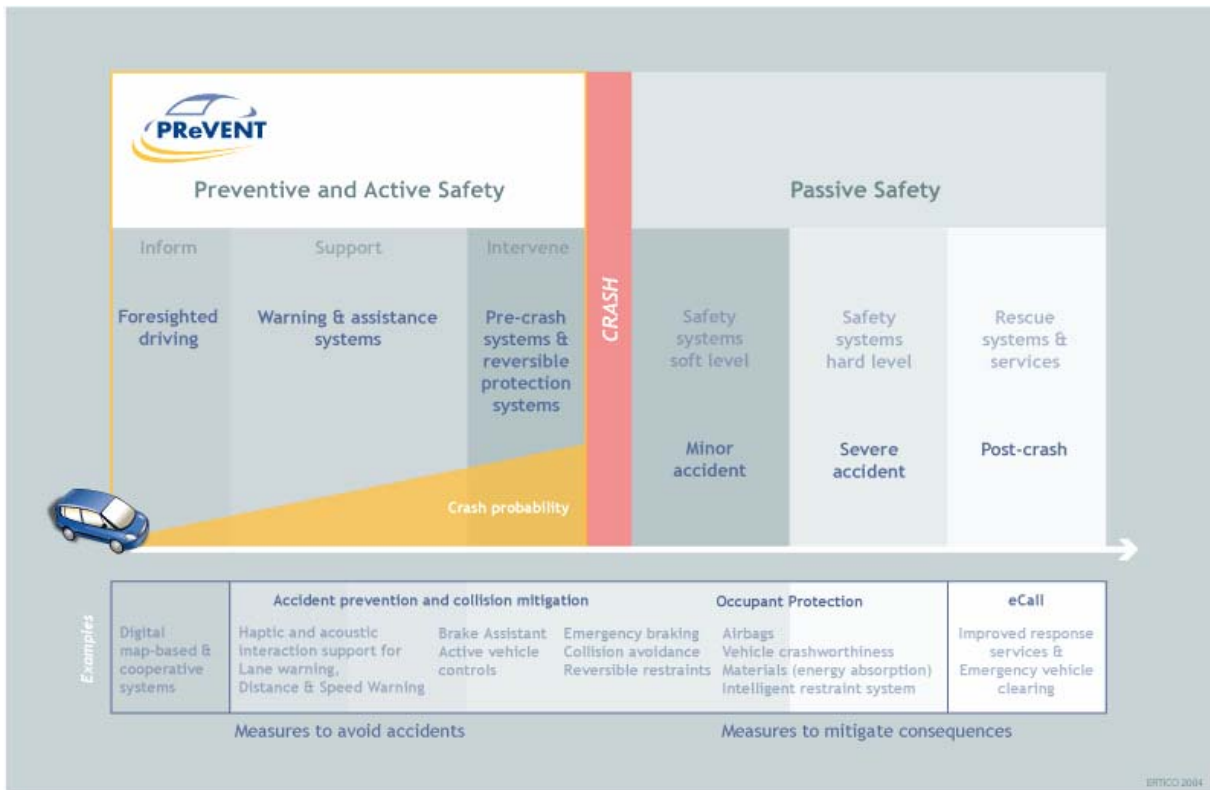 PReVENT
Preventive and Active Safety
Passive Safety
Inform
Support
Intervene
Foresighted
driving
Warning & assistance
systems
Pre-crash
systems &
reversible
protection
systems
CRASH
Safety
systems
soft level
Safety
systems
hard level
Rescue
systems &
services
Minor
accident
Severe
accident
Post-crash
Crash probability
Examples
Digital
map-based &
cooperative
systems
Accident prevention and collision mitigation
Haptic and acoustic
interaction support for
Lane warning,
Distance & Speed Warning
Brake Assistant
Active vehicle
controls
Emergency braking
Collision avoidance
Reversible restraints
Occupant Protection
Airbags
Vehicle crashworthiness
Materials (energy absorption)
Intelligent restraint system
eCall
Improved response
services &
Emergency vehicle
clearing
Measures to avoid accidents
Measures to mitigate consequences
ERTICO 2004